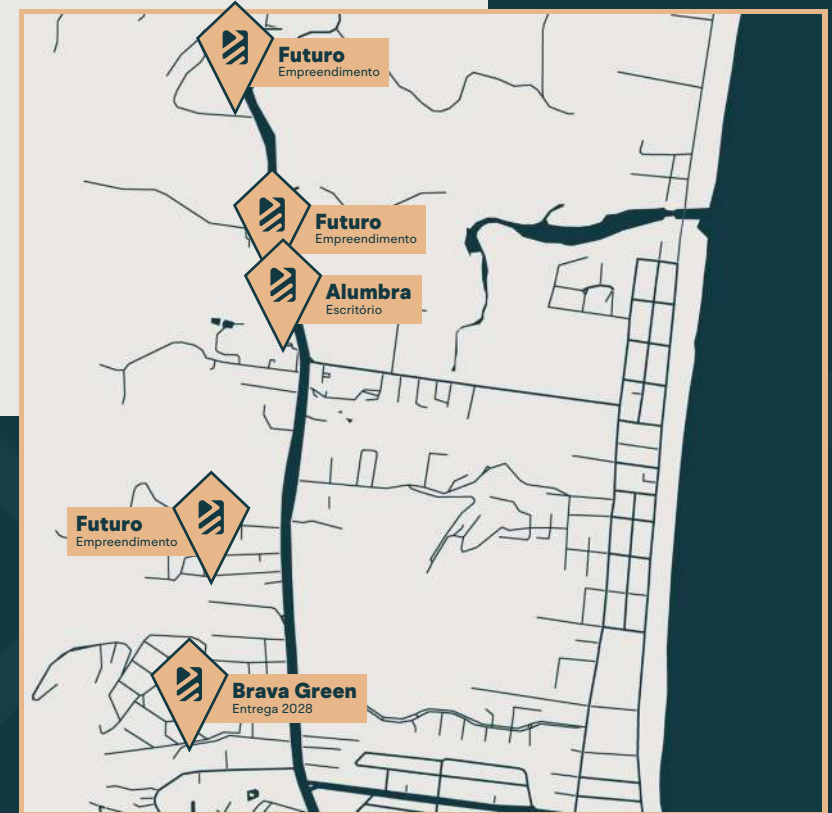 Futuro
Empreendimento
Futuro
Empreendimento
Alumbra
Escritório
Futuro
Empreendimento
Brava Green
Entrega 2028